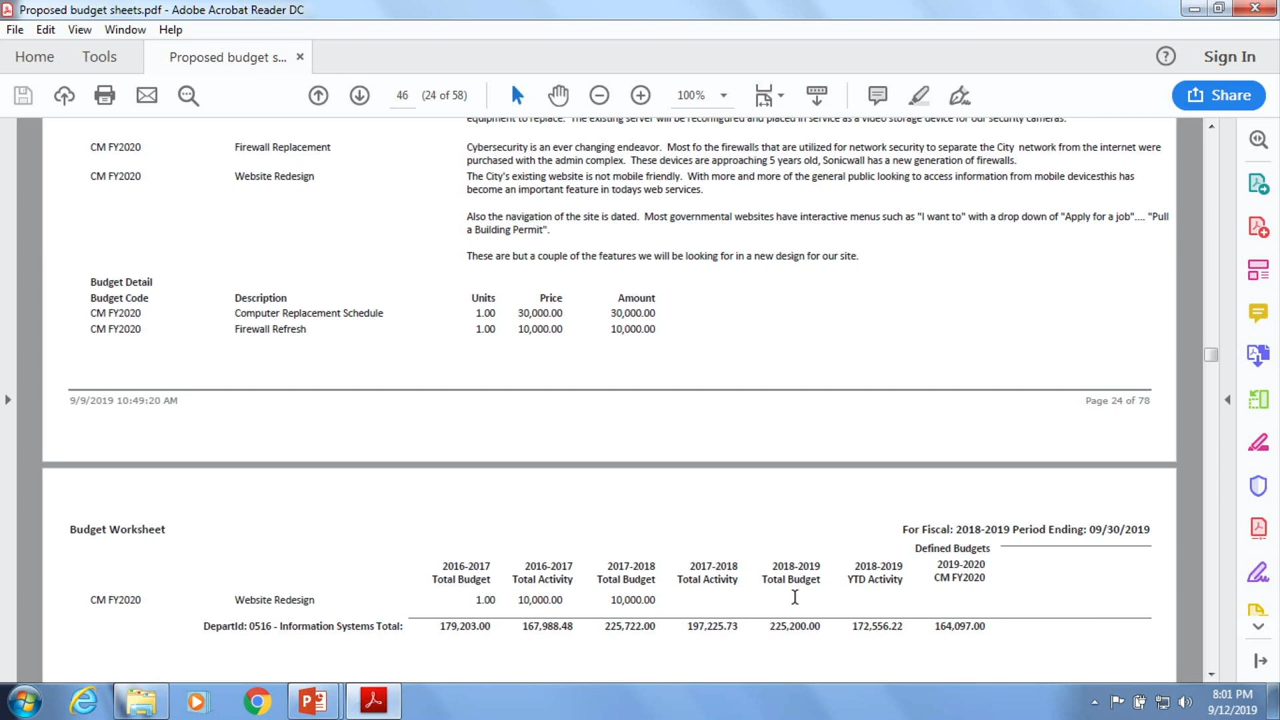 Proposed budget sheets.pdf - Adobe Acrobat Reader DC
File Edit View Window Help
Home Tools Proposed budget s... × Sign In
46 (24 of 58) 100% Share
equipment to replace. The existing server will be reconfigured and placed in service as a video storage device for our security cameras.
CM FY2020 Firewall Replacement Cybersecurity is an ever changing endeavor. Most fo the firewalls that are utilized for network security to separate the City network from the internet were
purchased with the admin complex. These devices are approaching 5 years old, Sonicwall has a new generation of firewalls.
CM FY2020 Website Redesign The City's existing website is not mobile friendly. With more and more of the general public looking to access information from mobile devicesthis has
become an important feature in todays web services.
Also the navigation of the site is dated. Most governmental websites have interactive menus such as "I want to" with a drop down of "Apply for a job".... "Pull
a Building Permit".
These are but a couple of the features we will be looking for in a new design for our site.
Budget Detail
Budget Code Description Units Price Amount
CM FY2020 Computer Replacement Schedule 1.00 30,000.00 30,000.00
CM FY2020 Firewall Refresh 1.00 10,000.00 10,000.00
9/9/2019 10:49:20 AM Page 24 of 78
Budget Worksheet For Fiscal: 2018-2019 Period Ending: 09/30/2019
Defined Budgets
2016-2017 2016-2017 2017-2018 2017-2018 2018-2019 2018-2019 2019-2020
Total Budget Total Activity Total Budget Total Activity Total Budget YTD Activity CM FY2020
CM FY2020 Website Redesign 1.00 10,000.00 10,000.00
DepartId: 0516 - Information Systems Total: 179,203.00 167,988.48 225,722.00 197,225.73 225,200.00 172,556.22 164,097.00
8:01 PM
9/12/2019